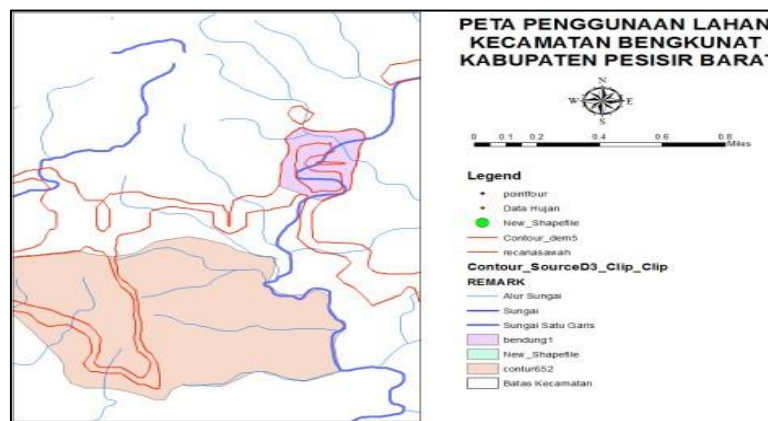 PETA PENGGUNAAN LAHAN
KECAMATAN BENGKUNAT
KABUPATEN PESISIR BARAT
N
W E
S
0 0.1 0.2 0.4 0.6 0.8
Miles
Legend
pointfour
Data Hujan
New_Shapefile
Contour_dem5
recanasawah
Contour_SourceD3_Clip_Clip
REMARK
Alur Sungai
Sungai
Sungai Satu Garis
bendung1
New_Shapefile
contur652
Batas Kecamatan